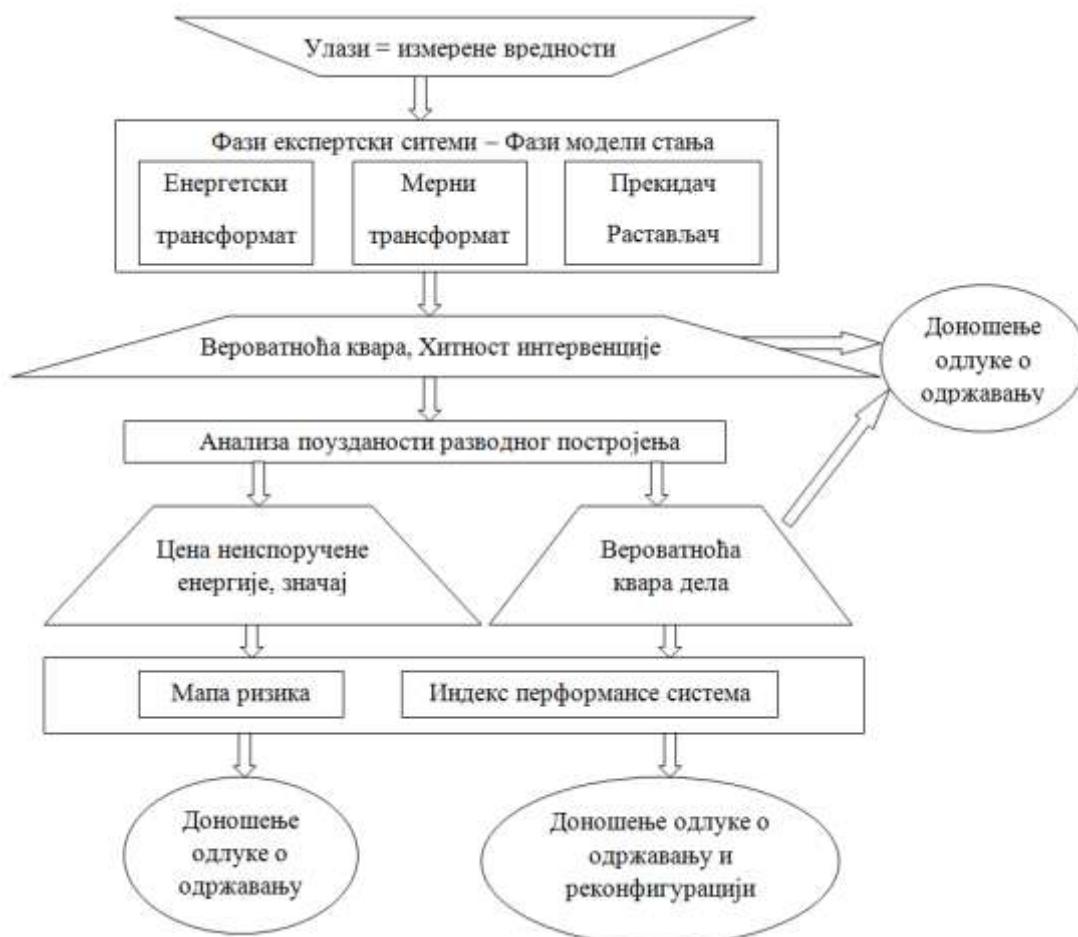 Улази = измерене вредности
Фази експертски ситеми – Фази модели стања
Енергетски
трансформат
Мерни
трансформат
Прекидач
Растављач
Вероватноћа квара, Хитност интервенције
Доношење
одлуке о
одржавању
Анализа поузданости разводног постројења
Цена неиспоручене
енергије, значај
Вероватноћа
квара дела
Мапа ризика
Индекс перформансе система
Доношење
одлуке о
одржавању
Доношење одлуке о
одржавању и
реконфигурацији